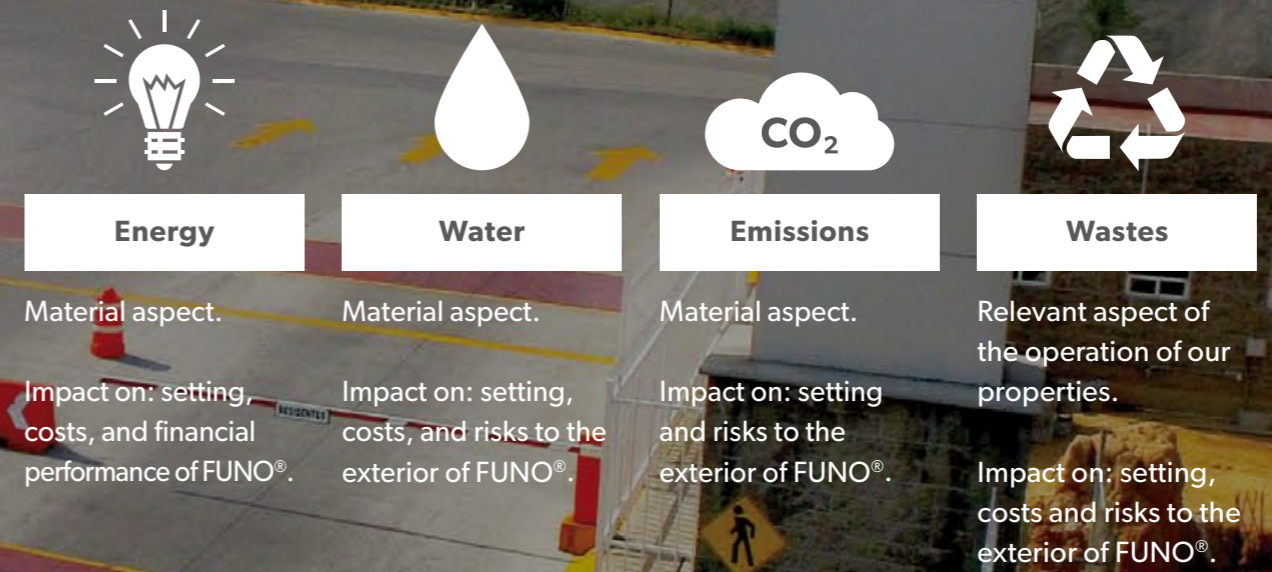 CO₂
Energy
Water
Emissions
Wastes
Material aspect.
Impact on: setting,
costs, and financial
performance of FUNO®.
Material aspect.
Impact on: setting,
costs, and risks to the
exterior of FUNO®.
Material aspect.
Impact on: setting
and risks to the
exterior of FUNO®.
Relevant aspect of
the operation of our
properties.
Impact on: setting,
costs and risks to the
exterior of FUNO®.
RESIDENTES